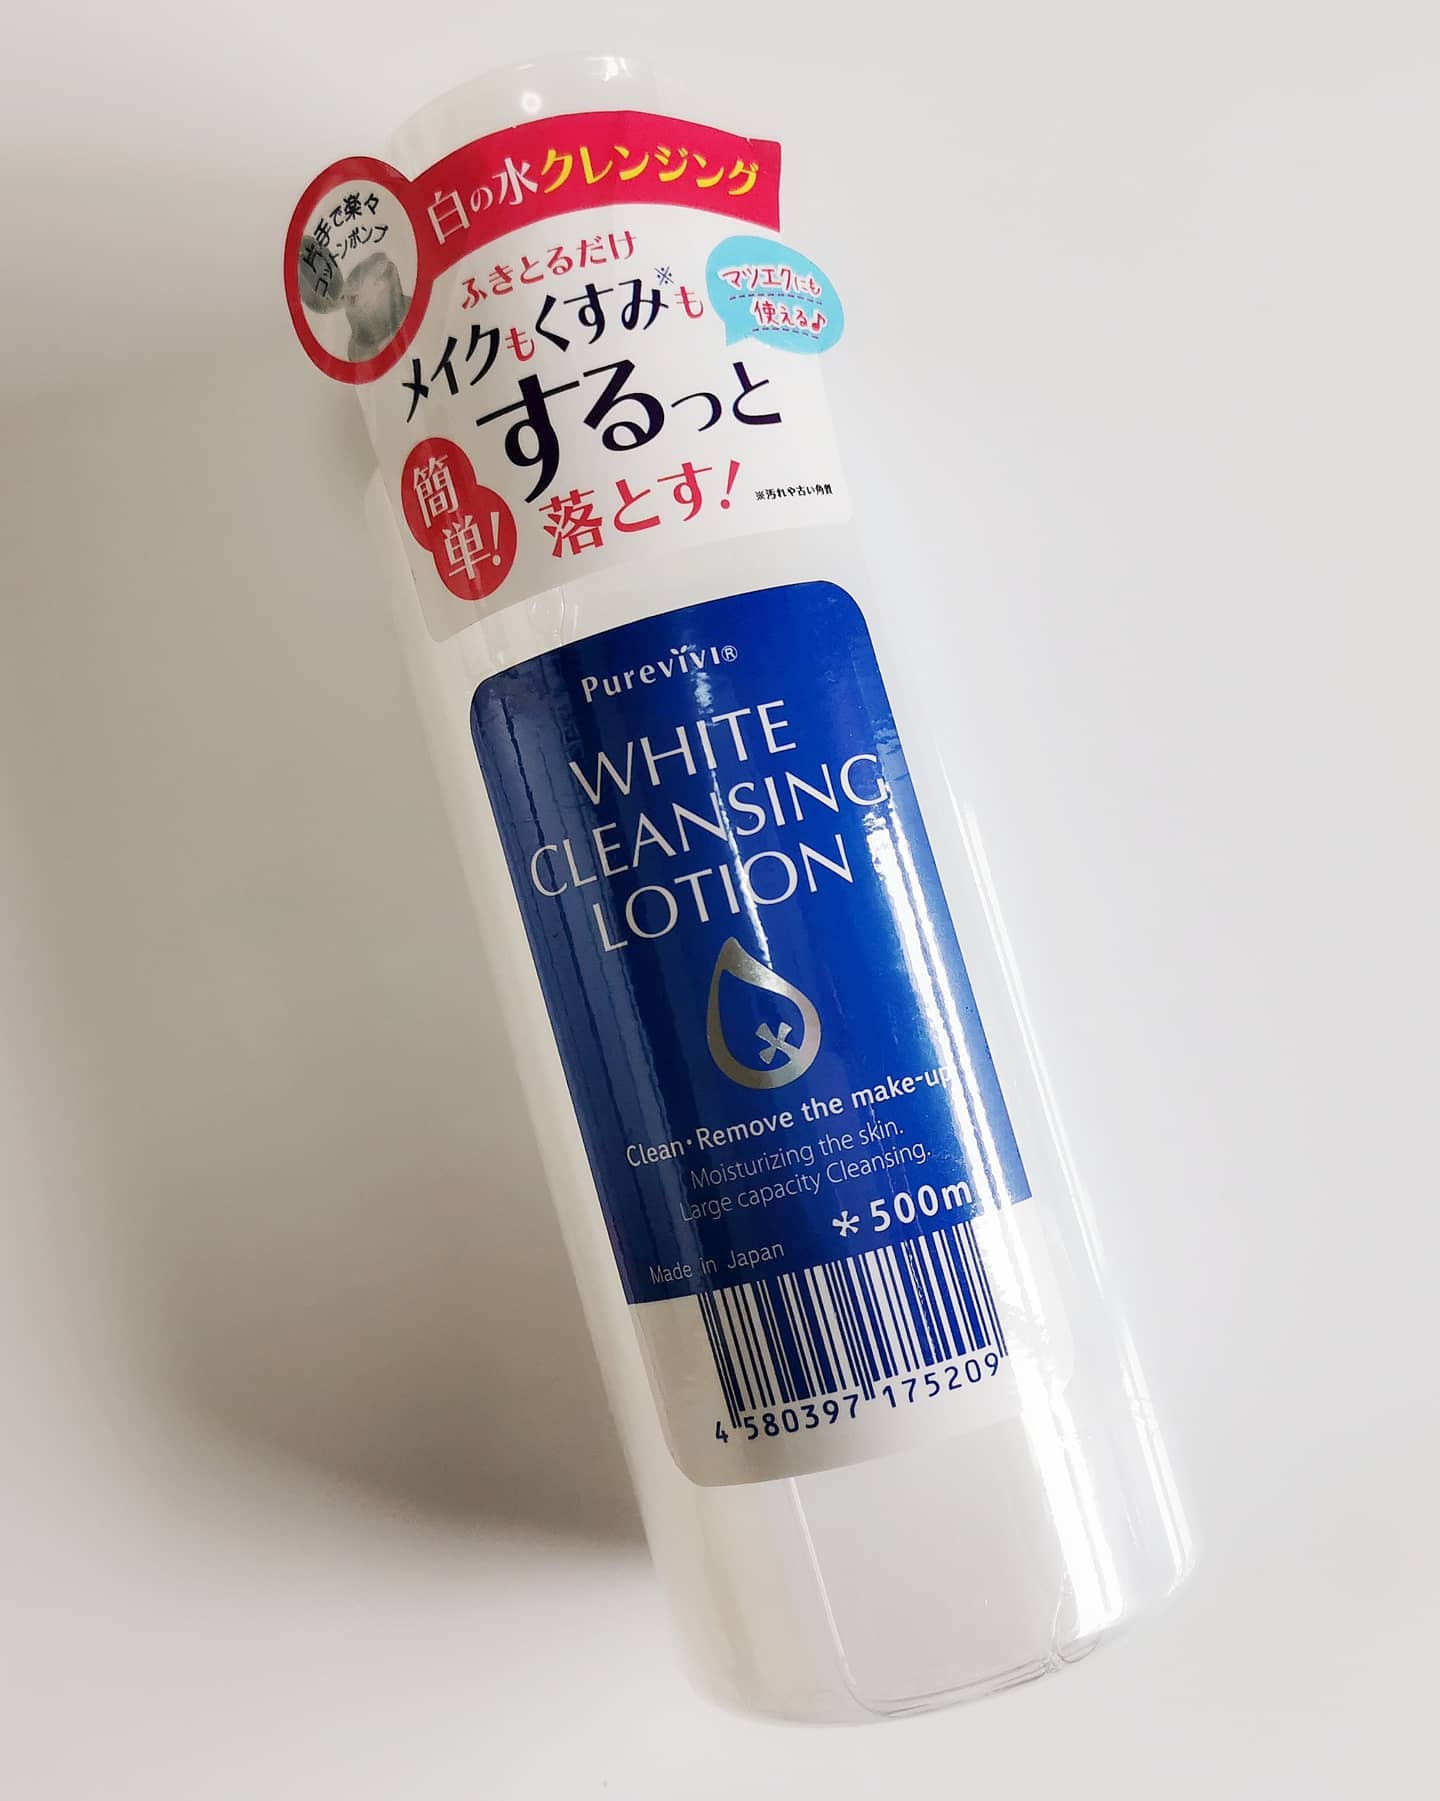 白の水クレンジング
片手で楽々
コットンポンプ
ふきとるだけ
マツエクにも
使える♪
メイクもくすみ※も
するっと
簡単!
落とす!
※汚れや古い角質
Purevivi®
WHITE
CLEANSING
LOTION
Clean・Remove the make-up
Moisturizing the skin.
Large capacity Cleansing.
500m
Made in Japan
4 580397 175209